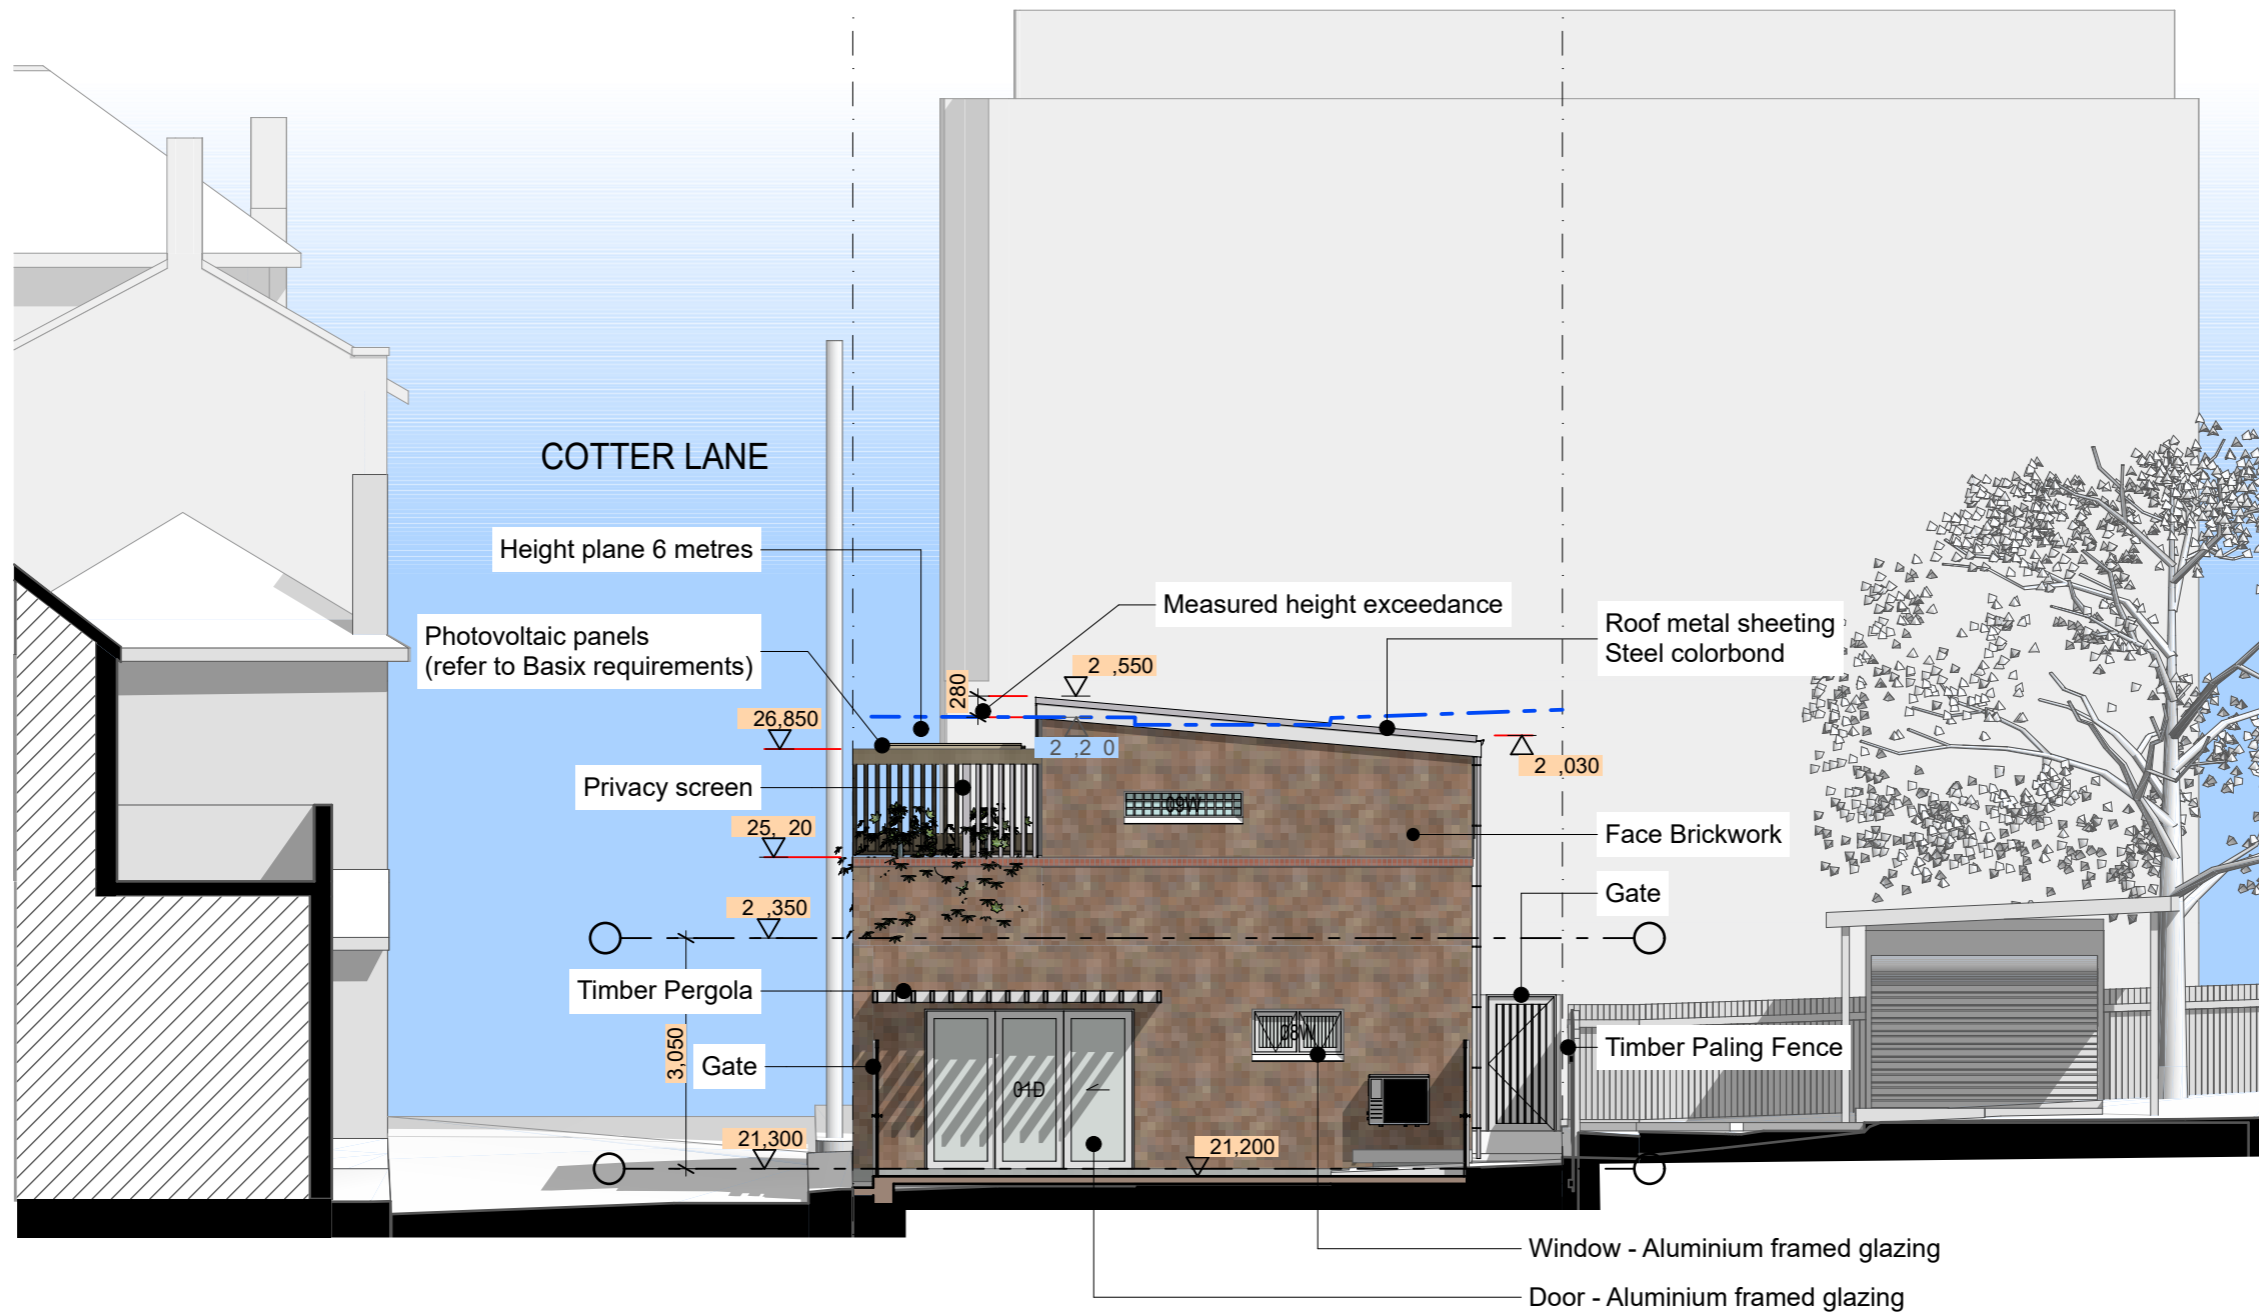 COTTER LANE
Height plane 6 metres
Measured height exceedance
Photovoltaic panels
(refer to Basix requirements)
Roof metal sheeting
Steel colorbond
2 ,550
280
26,850
2 ,2 0
2 ,030
Privacy screen
09W
25, 20
Face Brickwork
Gate
2 ,350
Timber Pergola
3,050
08W
Timber Paling Fence
Gate
01D
21,300
21,200
Window - Aluminium framed glazing
Door - Aluminium framed glazing